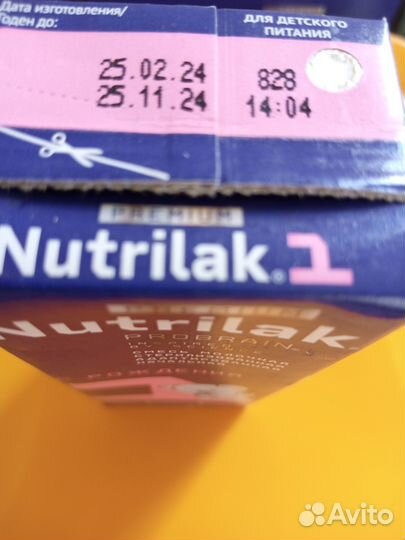 Дата изготовления/
Годен до:
ДЛЯ ДЕТСКОГО
ПИТАНИЯ
25.02.24
25.11.24
828
14:04
PREMIUM
Nutrilak 1
Nutrilak
PROBRAIN
РОЖДЕНИЯ
Avito